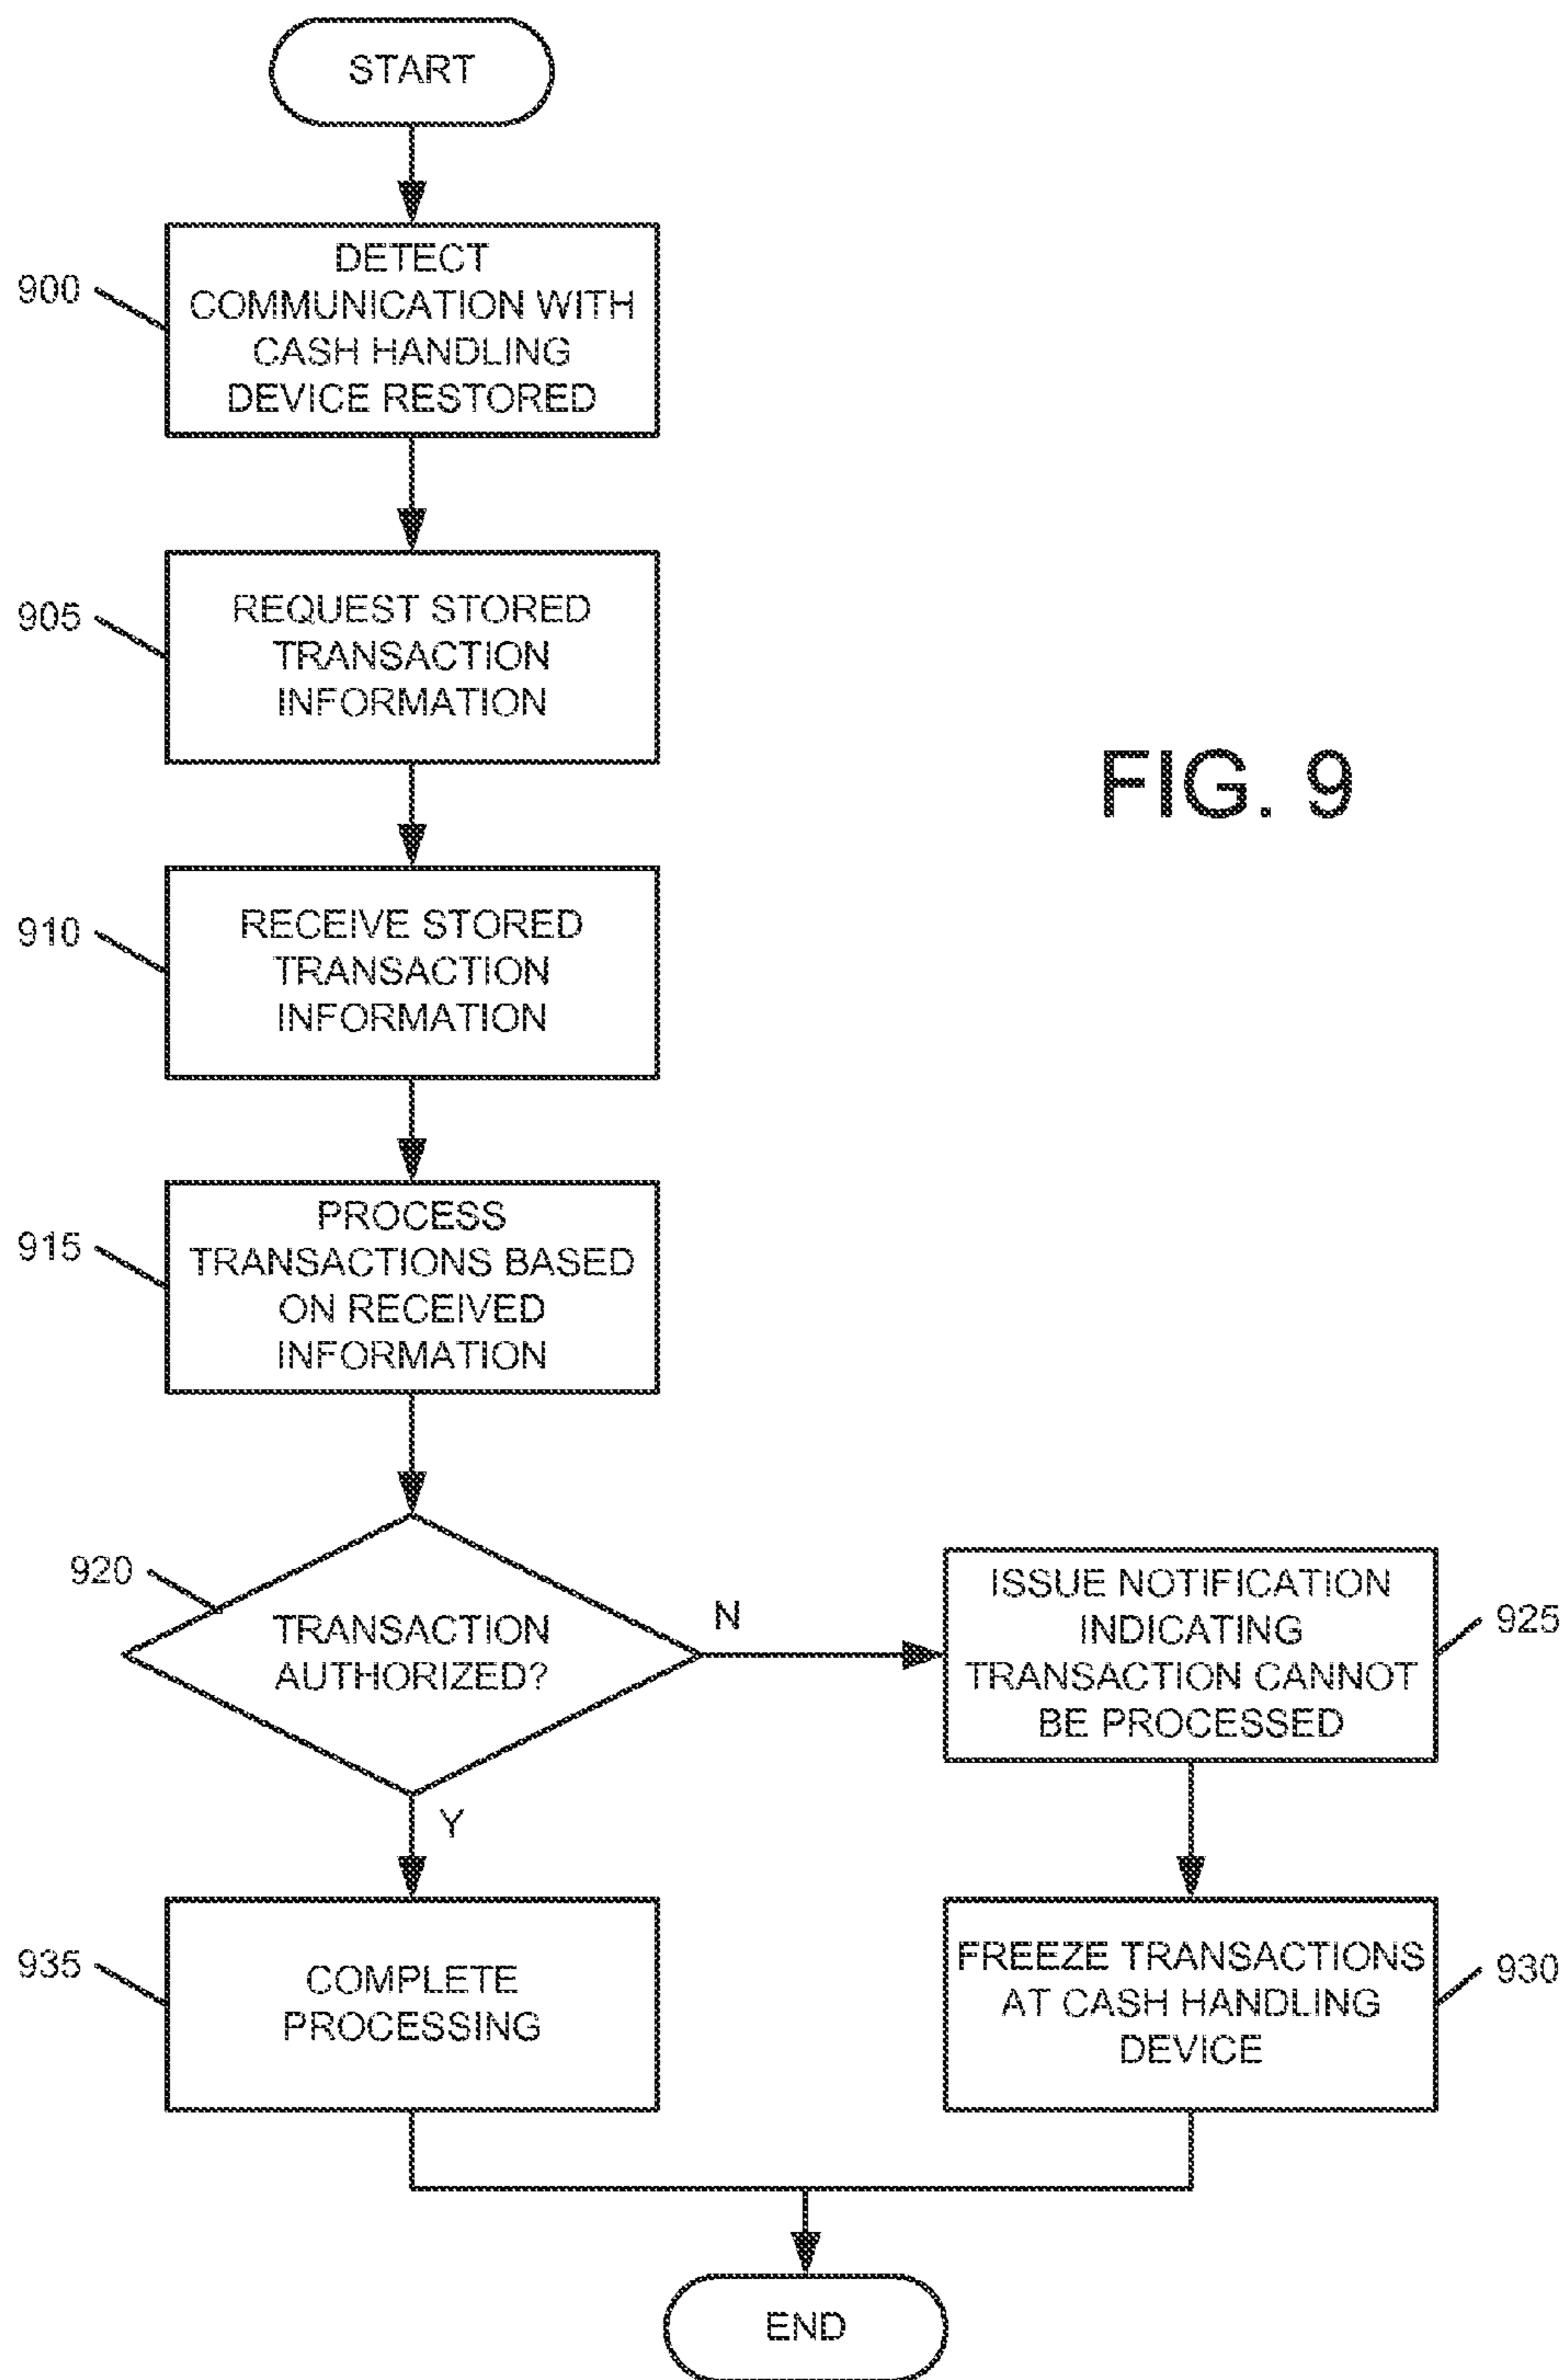 START
900
DETECT
COMMUNICATION WITH
CASH HANDLING
DEVICE RESTORED
905
REQUEST STORED
TRANSACTION
INFORMATION
FIG. 9
910
RECEIVE STORED
TRANSACTION
INFORMATION
915
PROCESS
TRANSACTIONS BASED
ON RECEIVED
INFORMATION
920
TRANSACTION
AUTHORIZED?
N
ISSUE NOTIFICATION
INDICATING
TRANSACTION CANNOT
BE PROCESSED
925
Y
935
COMPLETE
PROCESSING
FREEZE TRANSACTIONS
AT CASH HANDLING
DEVICE
930
END